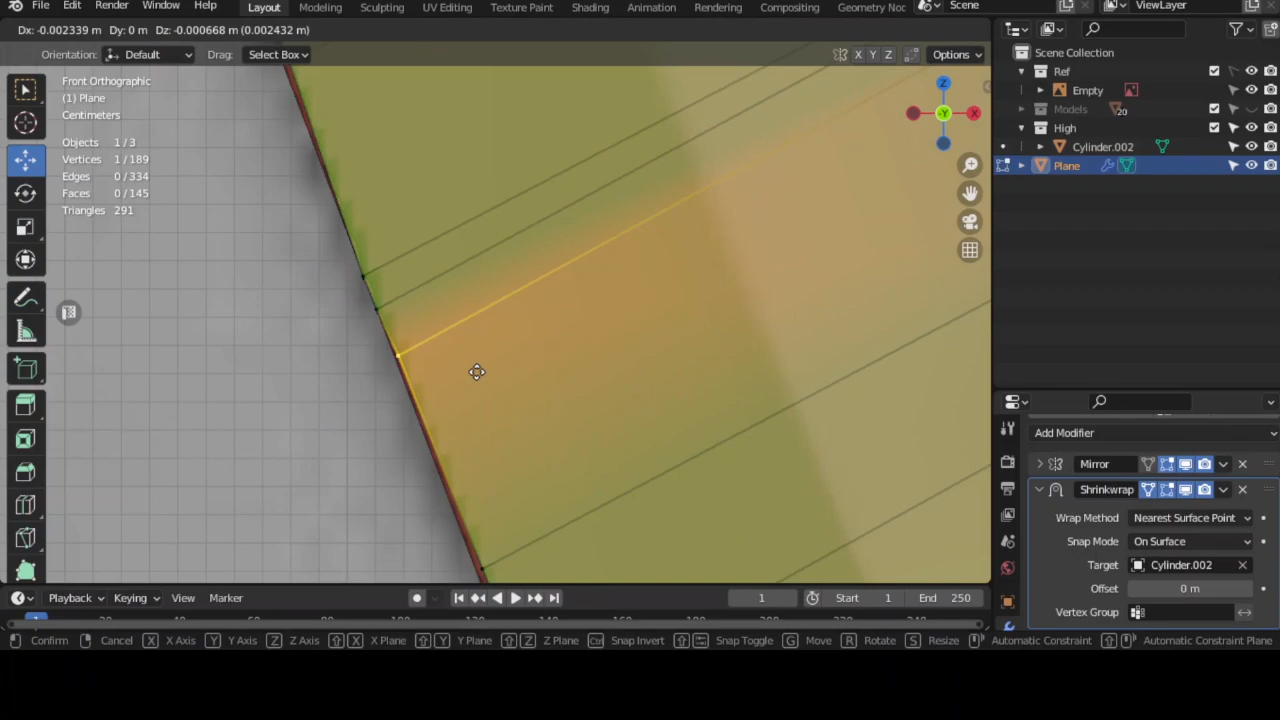 File Edit Render Window Help Layout Modeling Sculpting UV Editing Texture Paint Shading Animation Rendering Compositing Geometry Noc Scene ViewLayer
Dx: -0.002339 m Dy: 0 m Dz: -0.000668 m (0.002432 m)
Orientation: Default Drag: Select Box X Y Z Options
Front Orthographic
(1) Plane
Centimeters
Objects 1/3
Vertices 1/189
Edges 0/334
Faces 0/145
Triangles 291
Z
-Y
X
Scene Collection
Ref
Empty
Models 20
High
Cylinder.002
Plane
Add Modifier
Mirror
Shrinkwrap
Wrap Method Nearest Surface Point
Snap Mode On Surface
Target Cylinder.002
Offset 0 m
Vertex Group
Playback Keying View Marker 1 Start 1 End 250
Confirm Cancel X X Axis Y Y Axis Z Z Axis X X Plane Y Y Plane Z Z Plane Ctrl Snap Invert Snap Toggle G Move R Rotate S Resize Automatic Constraint Automatic Constraint Plane